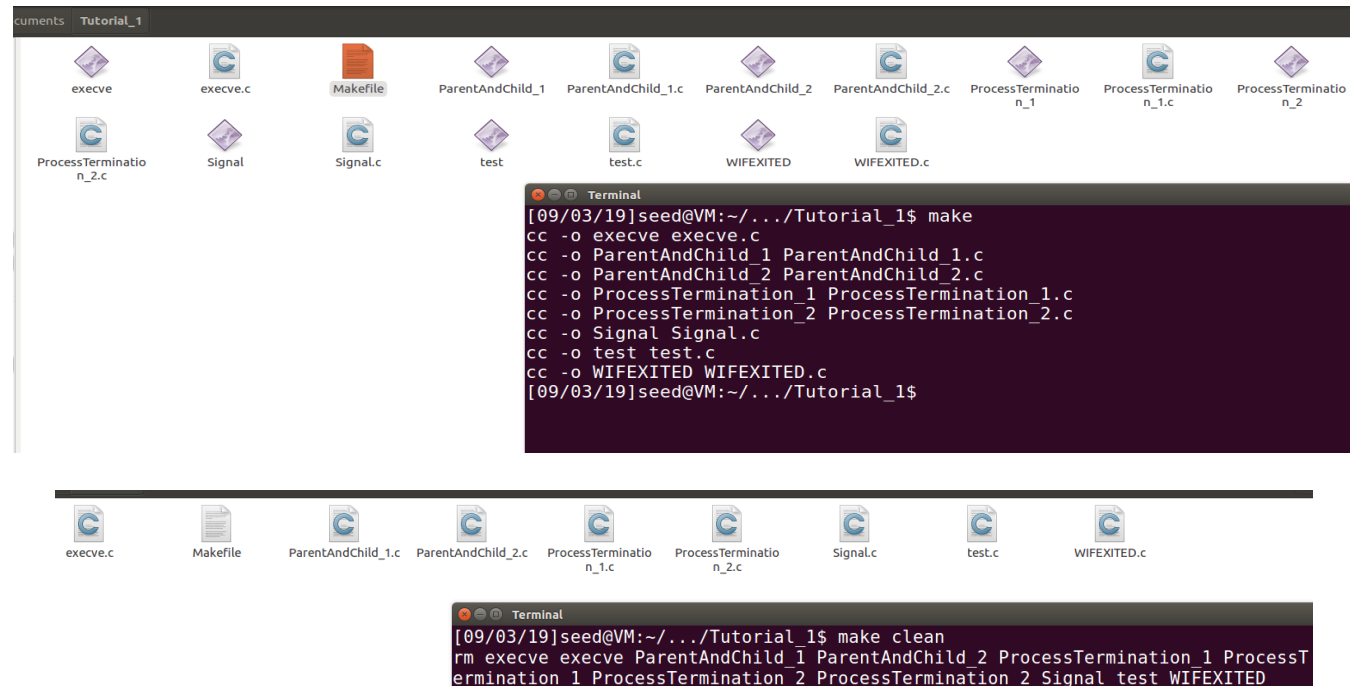 cuments Tutorial_1
execve execve.c Makefile ParentAndChild_1 ParentAndChild_1.c ParentAndChild_2 ParentAndChild_2.c ProcessTerminatio ProcessTerminatio ProcessTerminatio
n_1 n_1.c n_2
ProcessTerminatio Signal Signal.c test test.c WIFEXITED WIFEXITED.c
n_2.c
Terminal
[09/03/19]seed@VM:~/.../Tutorial_1$ make
cc -o execve execve.c
cc -o ParentAndChild_1 ParentAndChild_1.c
cc -o ParentAndChild_2 ParentAndChild_2.c
cc -o ProcessTermination_1 ProcessTermination_1.c
cc -o ProcessTermination_2 ProcessTermination_2.c
cc -o Signal Signal.c
cc -o test test.c
cc -o WIFEXITED WIFEXITED.c
[09/03/19]seed@VM:~/.../Tutorial_1$
execve.c Makefile ParentAndChild_1.c ParentAndChild_2.c ProcessTerminatio ProcessTerminatio Signal.c test.c WIFEXITED.c
n_1.c n_2.c
Terminal
[09/03/19]seed@VM:~/.../Tutorial_1$ make clean
rm execve execve ParentAndChild_1 ParentAndChild_2 ProcessTermination_1 ProcessT
ermination_1 ProcessTermination_2 ProcessTermination_2 Signal test WIFEXITED